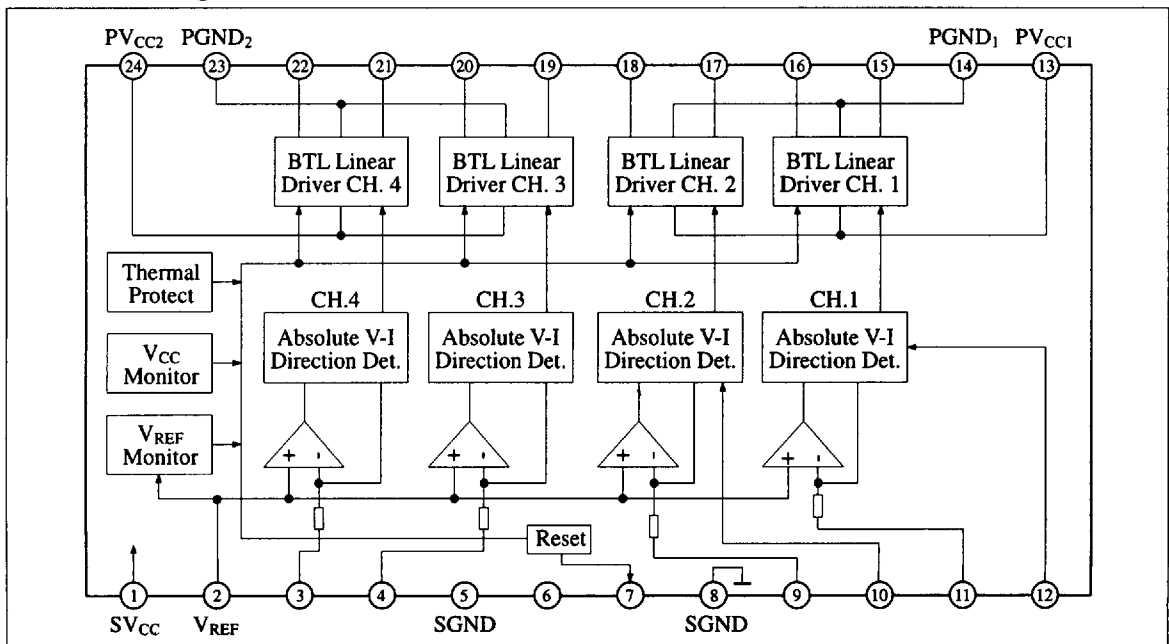 PVCC2 PGND2 PGND1 PVCC1
24 23 22 21 20 19 18 17 16 15 14 13
BTL Linear
Driver CH. 4
BTL Linear
Driver CH. 3
BTL Linear
Driver CH. 2
BTL Linear
Driver CH. 1
Thermal
Protect
VCC
Monitor
VREF
Monitor
CH.4
Absolute V-I
Direction Det.
CH.3
Absolute V-I
Direction Det.
CH.2
Absolute V-I
Direction Det.
CH.1
Absolute V-I
Direction Det.
+ - + - + - + -
Reset
1 2 3 4 5 6 7 8 9 10 11 12
SVCC VREF SGND SGND